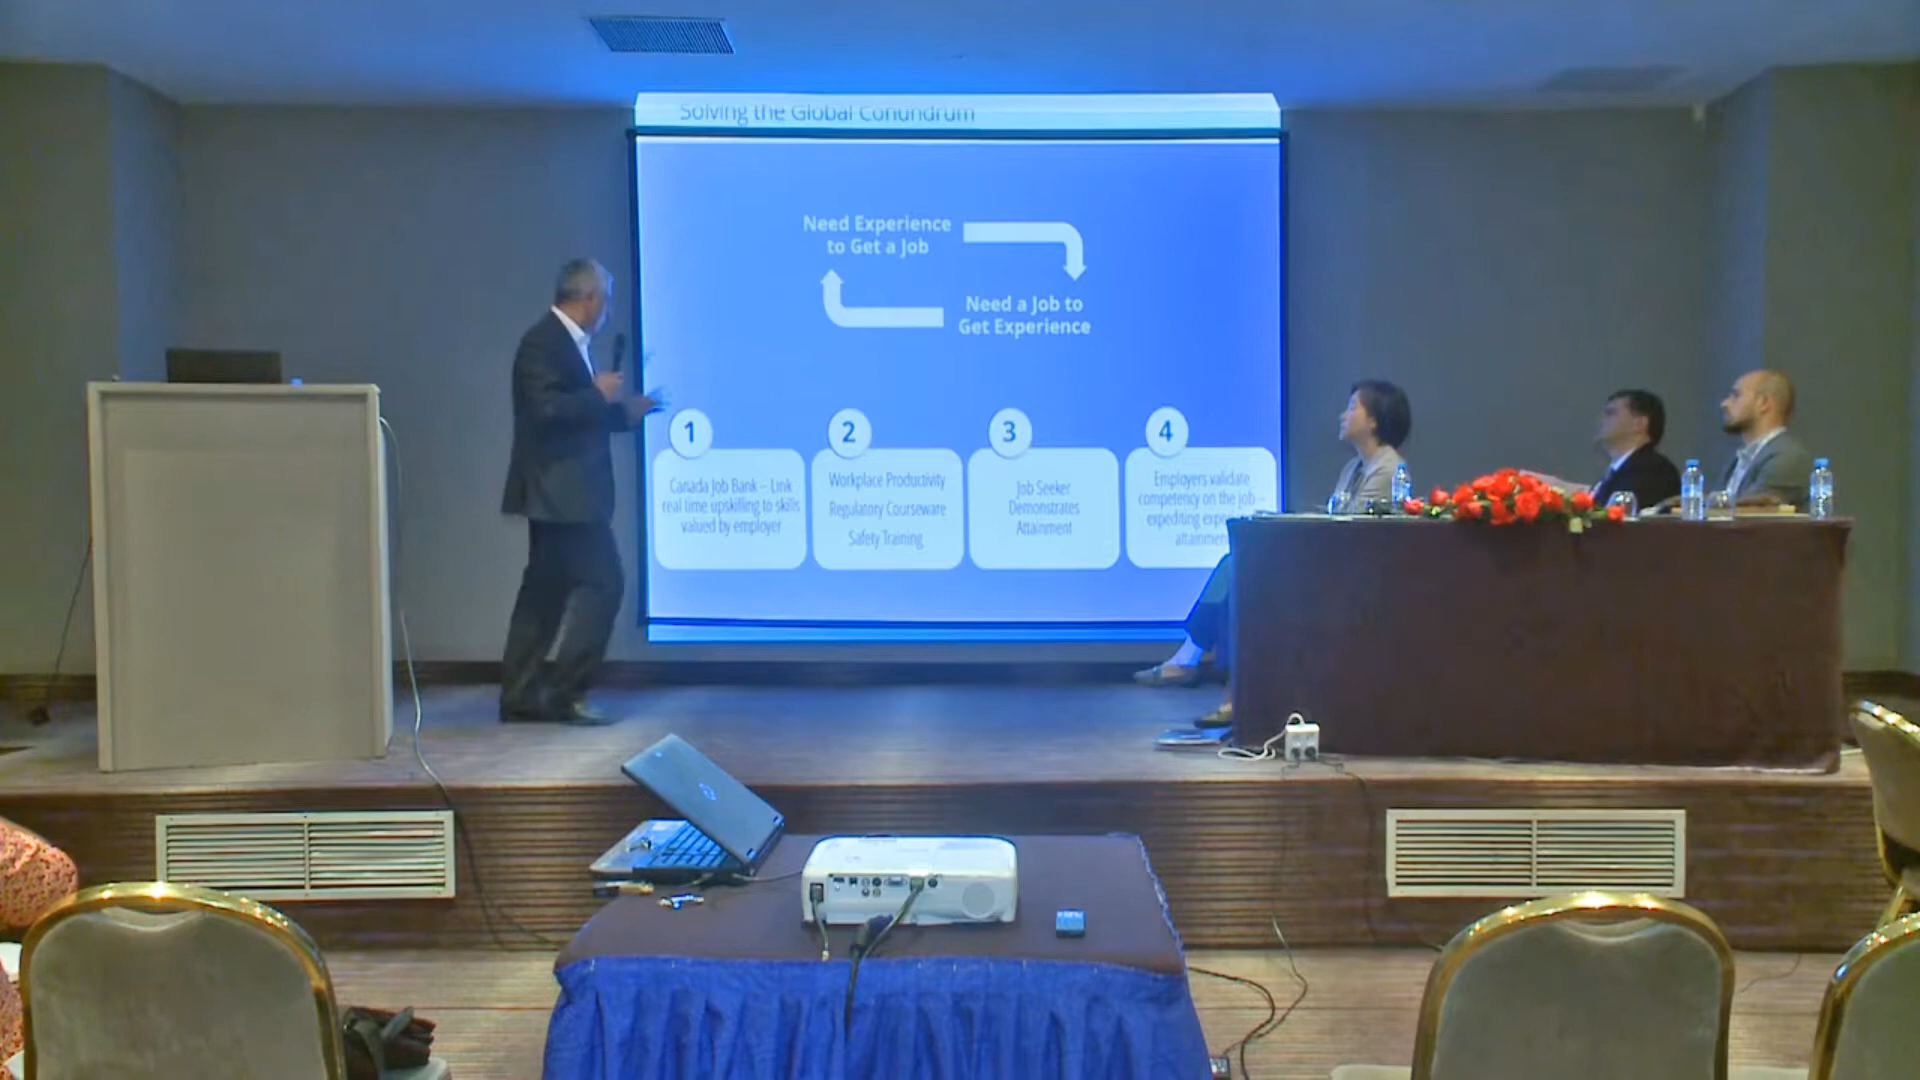 Solving the Global Conundrum
Need Experience
to Get a Job
Need a Job to
Get Experience
1
Canada Job Bank – Link
real time upskilling to skills
valued by employer
2
Workplace Productivity
Regulatory Courseware
Safety Training
3
Job Seeker
Demonstrates
Attainment
4
Employers validate
competency on the job –
expediting